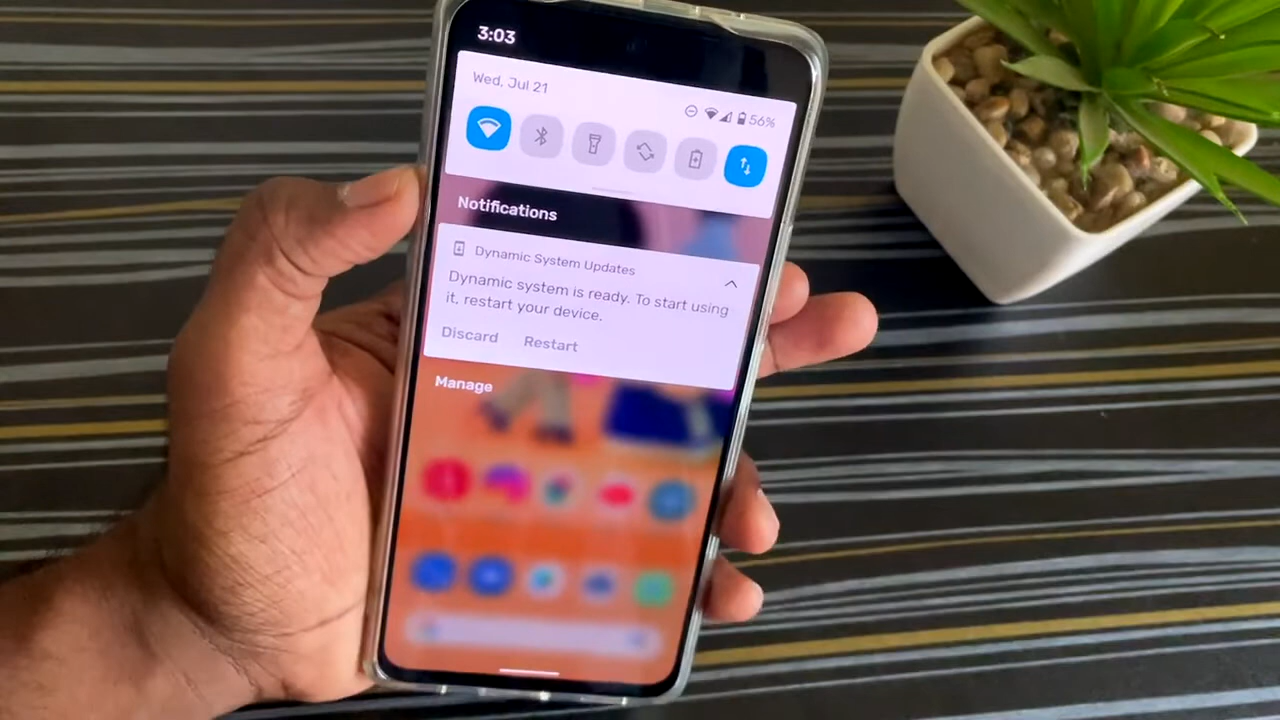 3:03
Wed, Jul 21
56%
Notifications
Dynamic System Updates
Dynamic system is ready. To start using
it, restart your device.
Discard Restart
Manage